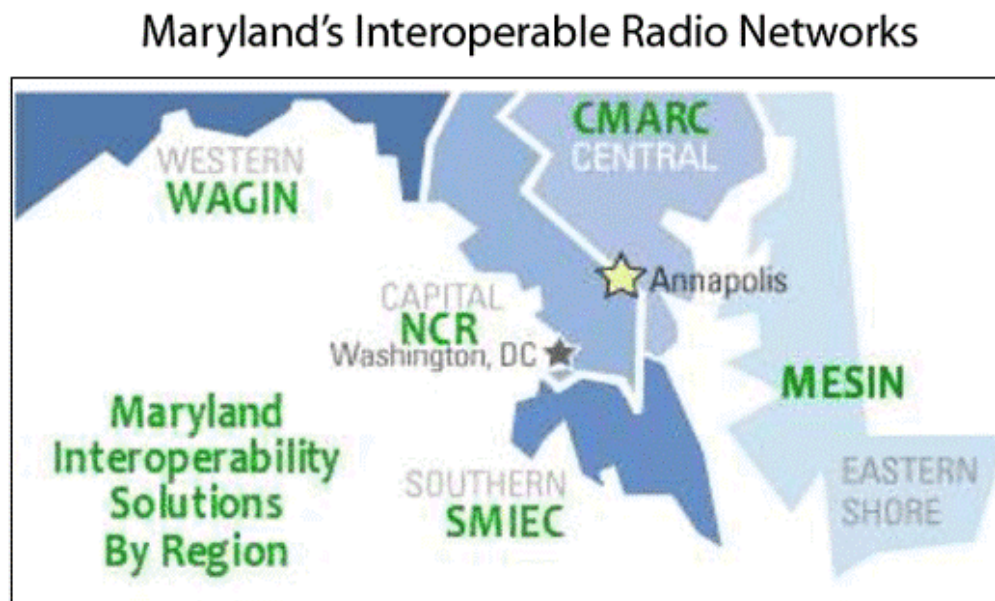 Maryland's Interoperable Radio Networks
CMARC
CENTRAL
WESTERN
WAGIN
Annapolis
CAPITAL
NCR
Washington, DC
MESIN
Maryland
Interoperability
Solutions
By Region
SOUTHERN
SMIEC
EASTERN
SHORE